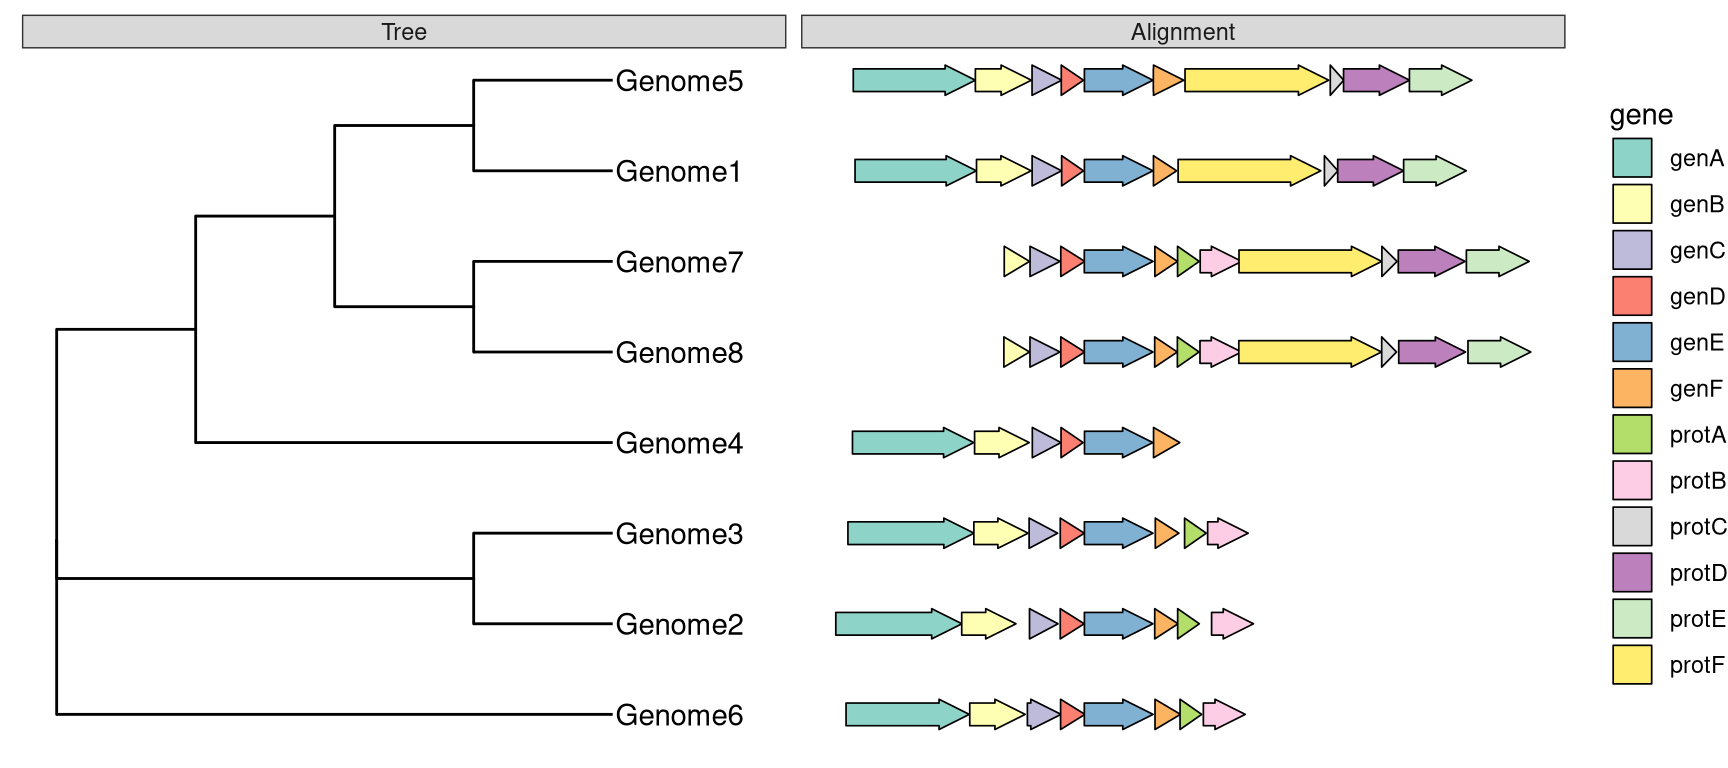 Tree
Alignment
Genome5
Genome1
Genome7
Genome8
Genome4
Genome3
Genome2
Genome6
gene
genA
genB
genC
genD
genE
genF
protA
protB
protC
protD
protE
protF